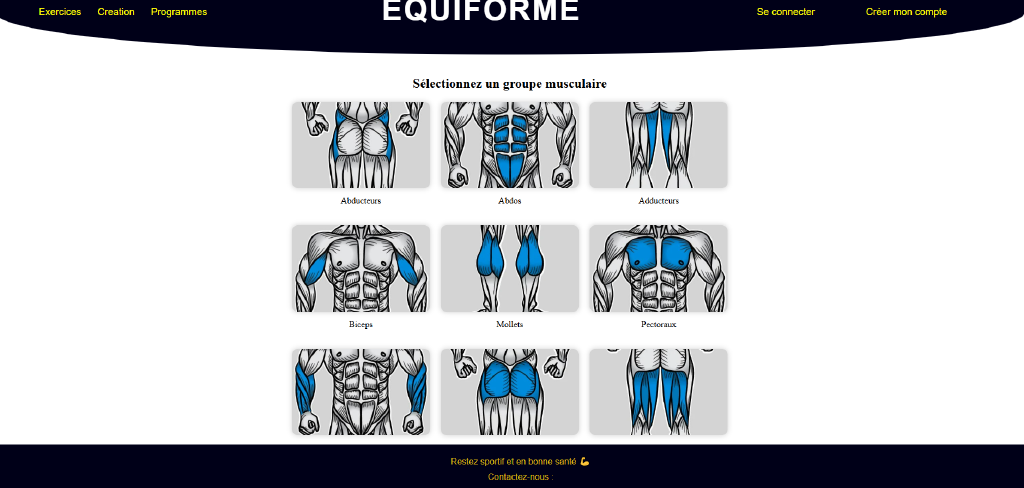 Exercices Creation Programmes EQUIFORME Se connecter Créer mon compte
Sélectionnez un groupe musculaire
Abducteurs Abdos Adducteurs
Biceps Mollets Pectoraux
Restez sportif et en bonne santé 💪
Contactez-nous :